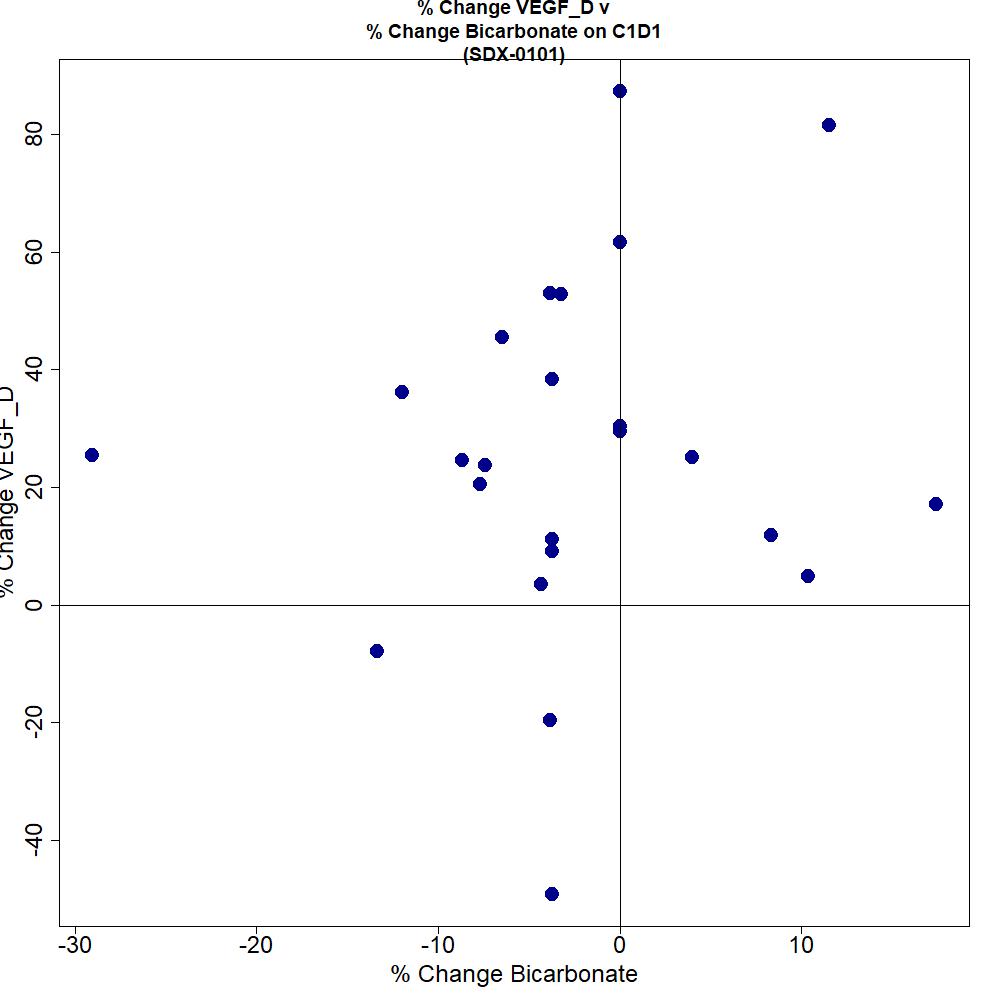 % Change VEGF_D v
% Change Bicarbonate on C1D1
(SDX-0101)
% Change VEGF_D
80
60
40
20
0
-20
-40
-30
-20
-10
0
10
% Change Bicarbonate